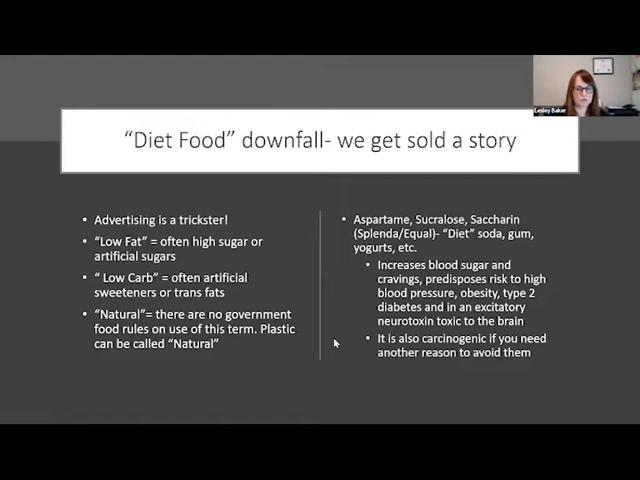 Lesley Baker
“Diet Food” downfall- we get sold a story
• Advertising is a trickster!
• “Low Fat” = often high sugar or
artificial sugars
• “ Low Carb” = often artificial
sweeteners or trans fats
• “Natural”= there are no government
food rules on use of this term. Plastic
can be called “Natural”
• Aspartame, Sucralose, Saccharin
(Splenda/Equal)- “Diet” soda, gum,
yogurts, etc.
• Increases blood sugar and
cravings, predisposes risk to high
blood pressure, obesity, type 2
diabetes and in an excitatory
neurotoxin toxic to the brain
• It is also carcinogenic if you need
another reason to avoid them